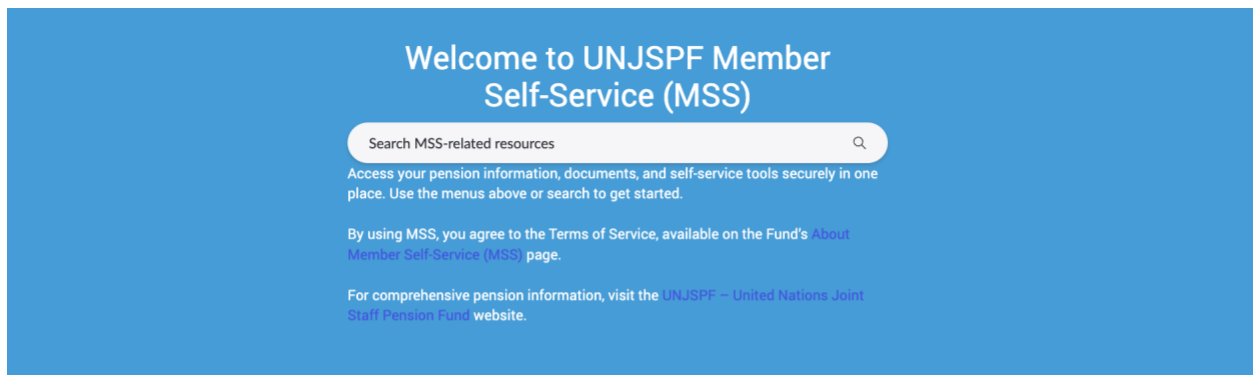 Welcome to UNJSPF Member
Self-Service (MSS)
Search MSS-related resources
Access your pension information, documents, and self-service tools securely in one
place. Use the menus above or search to get started.
By using MSS, you agree to the Terms of Service, available on the Fund's About
Member Self-Service (MSS) page.
For comprehensive pension information, visit the UNJSPF – United Nations Joint
Staff Pension Fund website.